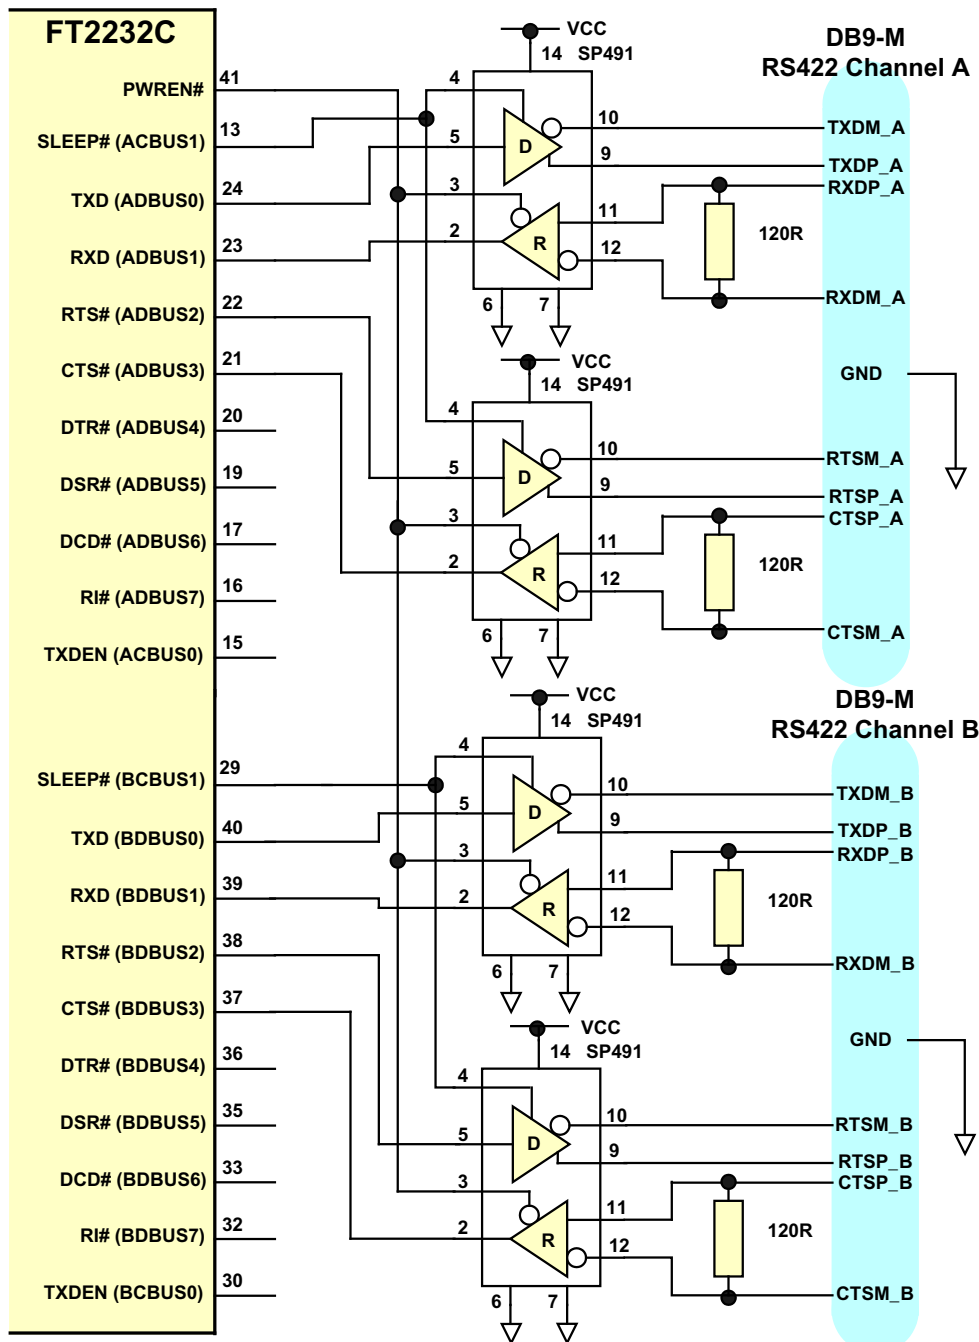 FT2232C
PWREN#
41
SLEEP# (ACBUS1)
13
TXD (ADBUS0)
24
RXD (ADBUS1)
23
RTS# (ADBUS2)
22
CTS# (ADBUS3)
21
DTR# (ADBUS4)
20
DSR# (ADBUS5)
19
DCD# (ADBUS6)
17
RI# (ADBUS7)
16
TXDEN (ACBUS0)
15
SLEEP# (BCBUS1)
29
TXD (BDBUS0)
40
RXD (BDBUS1)
39
RTS# (BDBUS2)
38
CTS# (BDBUS3)
37
DTR# (BDBUS4)
36
DSR# (BDBUS5)
35
DCD# (BDBUS6)
33
RI# (BDBUS7)
32
TXDEN (BCBUS0)
30
VCC
14 SP491
4
5
D
10
9
3
2
R
11
12
6
7
VCC
14 SP491
4
5
D
10
9
3
2
R
11
12
6
7
VCC
14 SP491
4
5
D
10
9
3
2
R
11
12
6
7
VCC
14 SP491
4
5
D
10
9
3
2
R
11
12
6
7
DB9-M
RS422 Channel A
TXDM_A
TXDP_A
RXDP_A
120R
RXDM_A
GND
RTSM_A
RTSP_A
CTSP_A
120R
CTSM_A
DB9-M
RS422 Channel B
TXDM_B
TXDP_B
RXDP_B
120R
RXDM_B
GND
RTSM_B
RTSP_B
CTSP_B
120R
CTSM_B